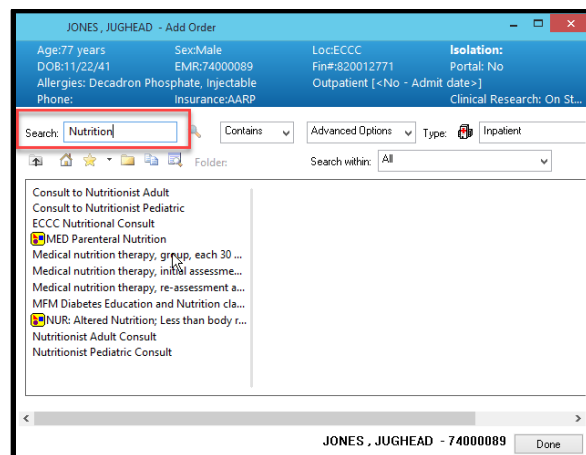 JONES , JUGHEAD - Add Order
Age:77 years Sex:Male Loc:ECCC Isolation:
DOB:11/22/41 EMR:74000089 Fin#:820012771 Portal: No
Allergies: Decadron Phosphate, Injectable Outpatient [<No - Admit date>]
Phone: Insurance:AARP Clinical Research: On St...
Search: Nutrition Contains Advanced Options Type: Inpatient
Folder: Search within: All
Consult to Nutritionist Adult
Consult to Nutritionist Pediatric
ECCC Nutritional Consult
MED Parenteral Nutrition
Medical nutrition therapy, group, each 30 ...
Medical nutrition therapy, initial assessme...
Medical nutrition therapy, re-assessment a...
MFM Diabetes Education and Nutrition cla...
NUR: Altered Nutrition; Less than body r...
Nutritionist Adult Consult
Nutritionist Pediatric Consult
JONES , JUGHEAD - 74000089 Done